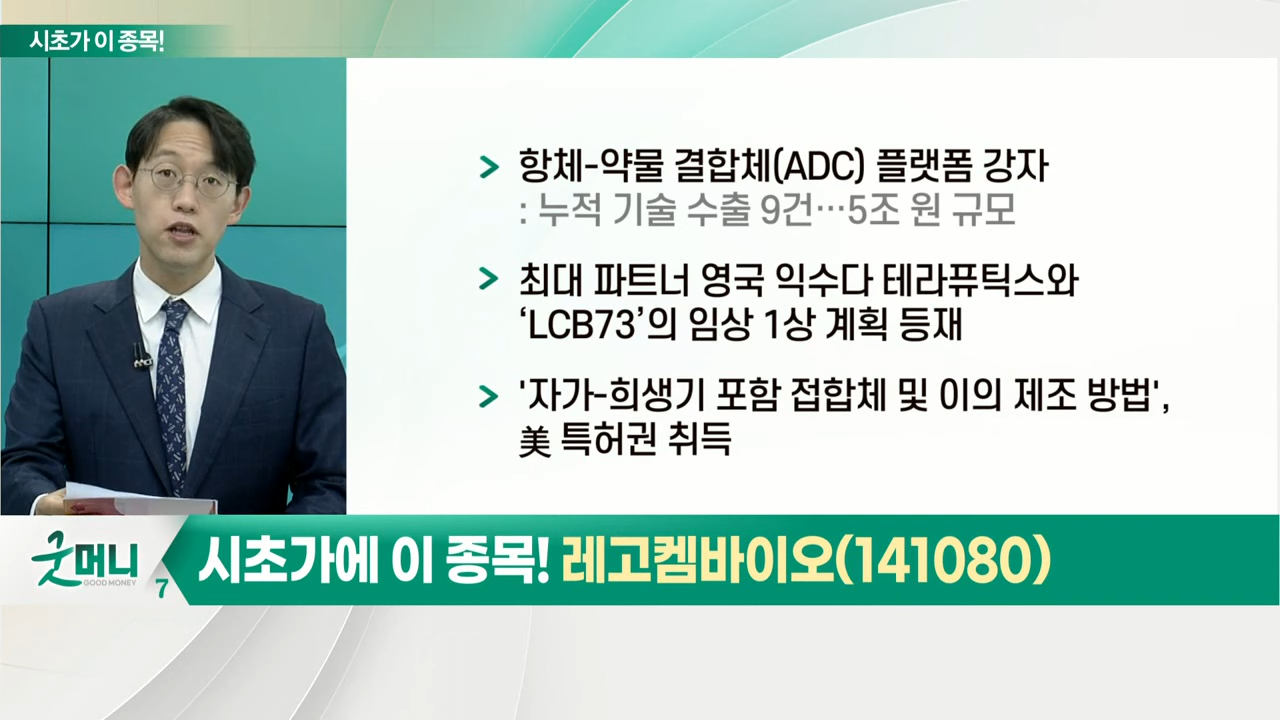 시초가 이 종목!
> 항체-약물 결합체(ADC) 플랫폼 강자
: 누적 기술 수출 9건…5조 원 규모
> 최대 파트너 영국 익수다 테라퓨틱스와
‘LCB73’의 임상 1상 계획 등재
> '자가-희생기 포함 접합체 및 이의 제조 방법',
美 특허권 취득
굿머니
GOOD MONEY
7
시초가에 이 종목! 레고켐바이오(141080)